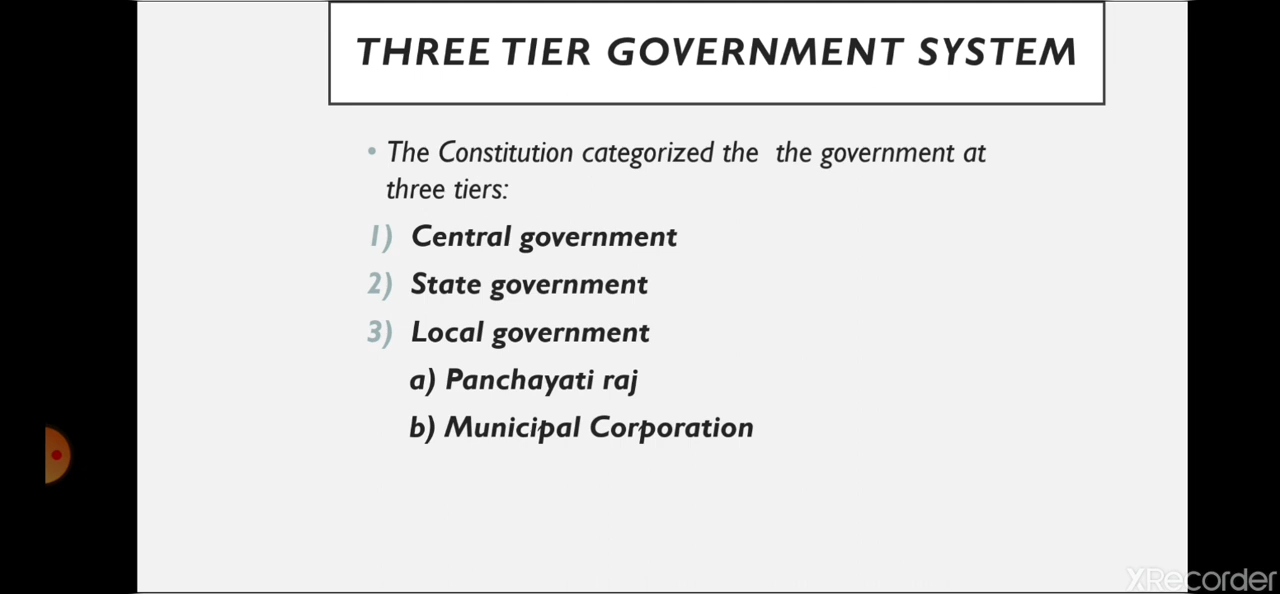 THREE TIER GOVERNMENT SYSTEM
• The Constitution categorized the the government at
three tiers:
1) Central government
2) State government
3) Local government
a) Panchayati raj
b) Municipal Corporation
XRecorder